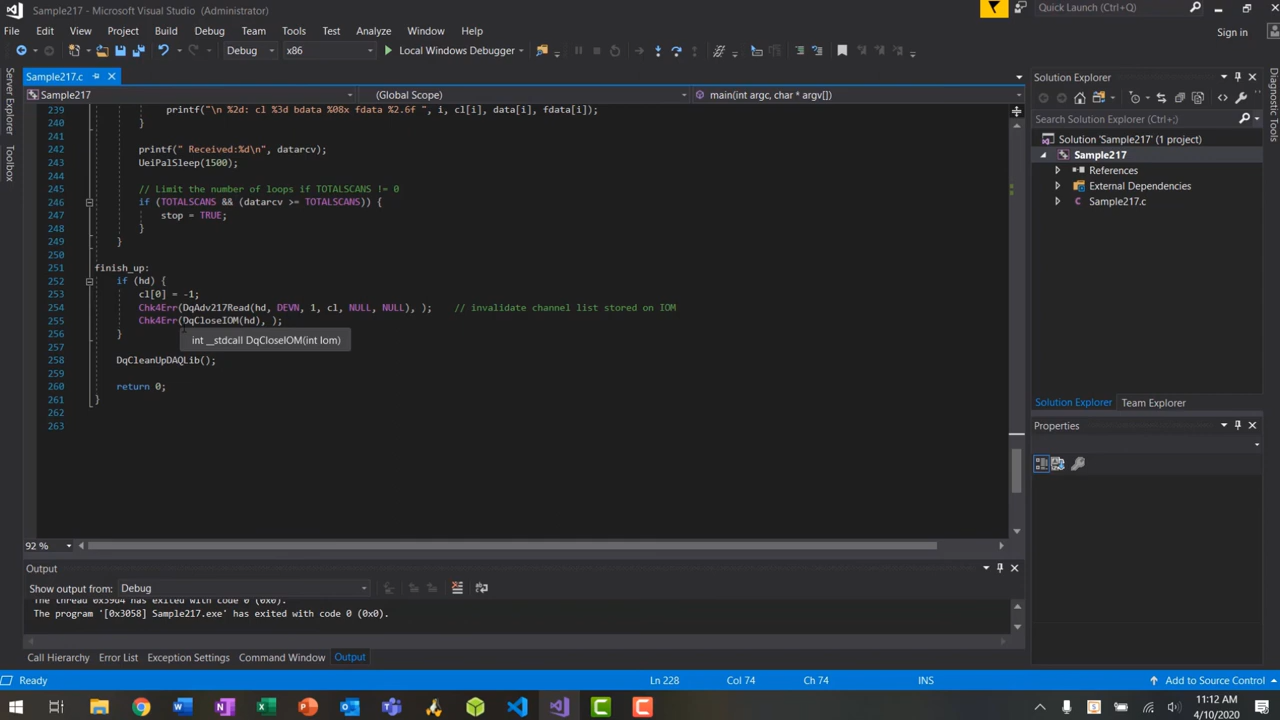 Sample217 - Microsoft Visual Studio (Administrator)
Quick Launch (Ctrl+Q)
File Edit View Project Build Debug Team Tools Test Analyze Window Help
Sign in
Debug x86 Local Windows Debugger
Server Explorer
Toolbox
Sample217.c
Sample217 (Global Scope) main(int argc, char * argv[])
239 printf("\n %2d: cl %3d bdata %08x fdata %2.6f ", i, cl[i], data[i], fdata[i]);
240 }
241
242 printf(" Received:%d\n", datarcv);
243 UeiPalSleep(1500);
244
245 // Limit the number of loops if TOTALSCANS != 0
246 if (TOTALSCANS && (datarcv >= TOTALSCANS)) {
247 stop = TRUE;
248 }
249 }
250
251 finish_up:
252 if (hd) {
253 cl[0] = -1;
254 Chk4Err(DqAdv217Read(hd, DEVN, 1, cl, NULL, NULL), ); // invalidate channel list stored on IOM
255 Chk4Err(DqCloseIOM(hd), );
256 }
int __stdcall DqCloseIOM(int Iom)
257
258 DqCleanUpDAQLib();
259
260 return 0;
261 }
262
263
92 %
Output
Show output from: Debug
The thread 0x39d4 has exited with code 0 (0x0).
The program '[0x3058] Sample217.exe' has exited with code 0 (0x0).
Call Hierarchy Error List Exception Settings Command Window Output
Solution Explorer
Search Solution Explorer (Ctrl+;)
Solution 'Sample217' (1 project)
Sample217
References
External Dependencies
Sample217.c
Solution Explorer Team Explorer
Properties
Diagnostic Tools
Ready Ln 228 Col 74 Ch 74 INS Add to Source Control
11:12 AM
4/10/2020